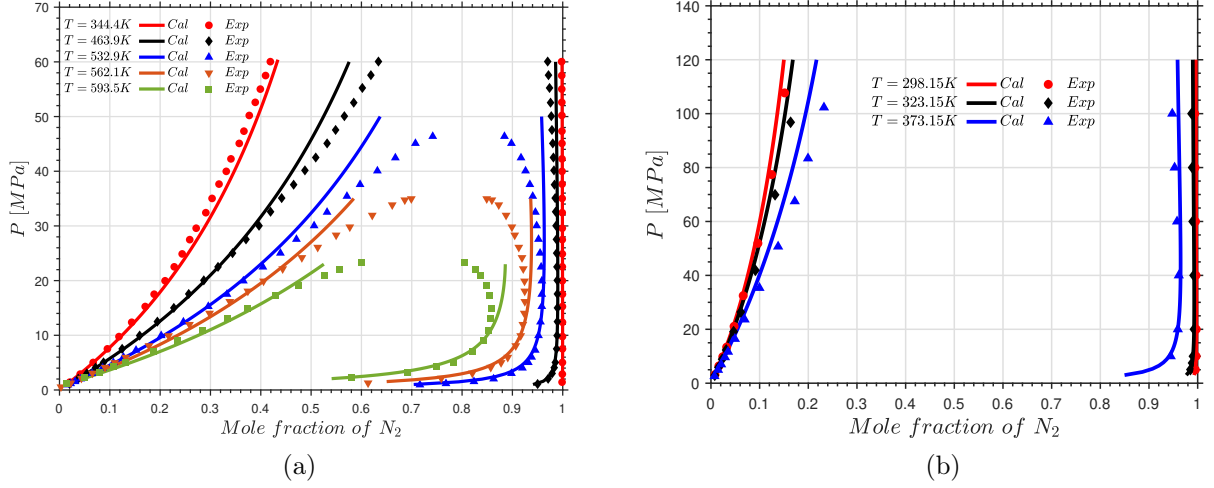 T = 344.4K Cal Exp
T = 463.9K Cal Exp
T = 532.9K Cal Exp
T = 562.1K Cal Exp
T = 593.5K Cal Exp
70
60
50
40
30
20
10
0
P [MPa]
0 0.1 0.2 0.3 0.4 0.5 0.6 0.7 0.8 0.9 1
Mole fraction of N₂
(a)
T = 298.15K Cal Exp
T = 323.15K Cal Exp
T = 373.15K Cal Exp
140
120
100
80
60
40
20
0
P [MPa]
0 0.1 0.2 0.3 0.4 0.5 0.6 0.7 0.8 0.9 1
Mole fraction of N₂
(b)